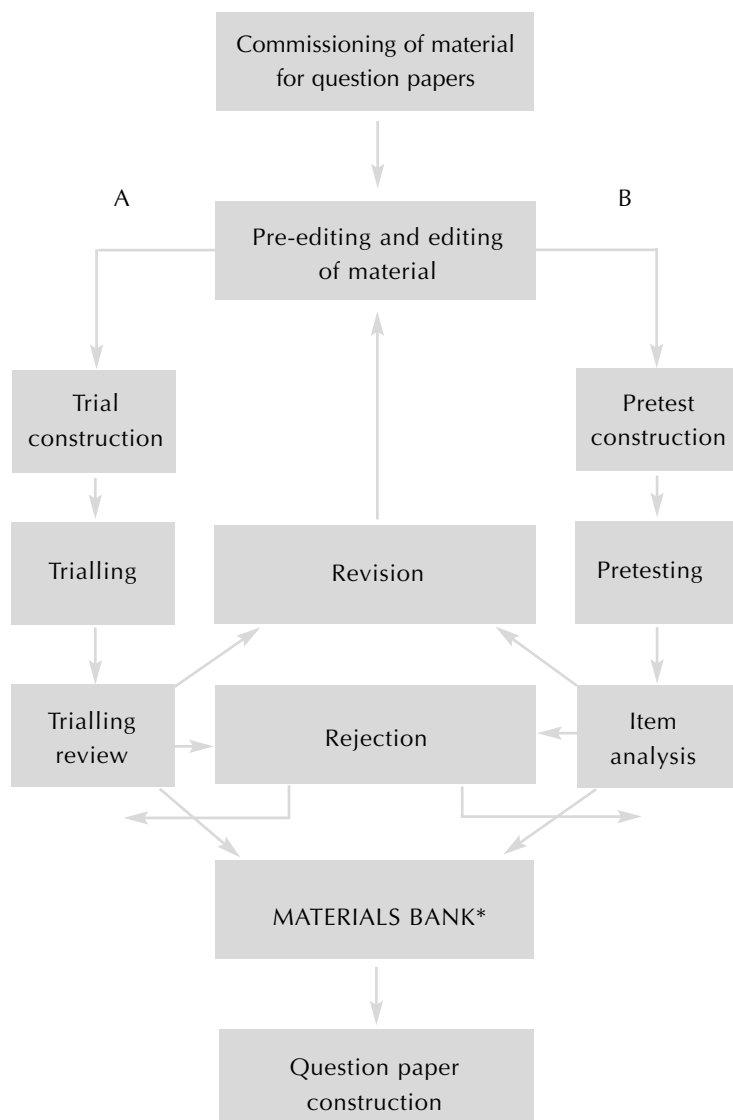 Commissioning of material
for question papers
A
B
Pre-editing and editing
of material
Trial
construction
Pretest
construction
Trialling
Revision
Pretesting
Trialling
review
Rejection
Item
analysis
MATERIALS BANK*
Question paper
construction